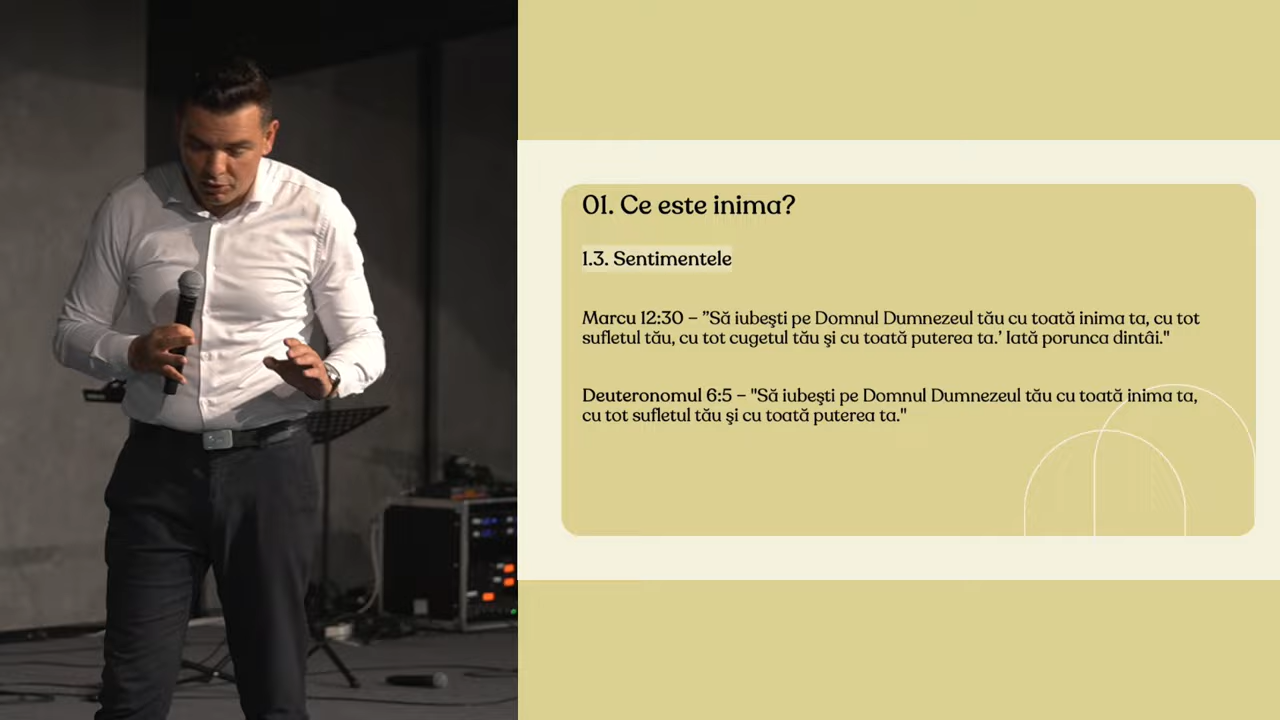 01. Ce este inima?
1.3. Sentimentele
Marcu 12:30 – ”Să iubeşti pe Domnul Dumnezeul tău cu toată inima ta, cu tot
sufletul tău, cu tot cugetul tău şi cu toată puterea ta.’ Iată porunca dintâi."
Deuteronomul 6:5 – "Să iubeşti pe Domnul Dumnezeul tău cu toată inima ta,
cu tot sufletul tău şi cu toată puterea ta."